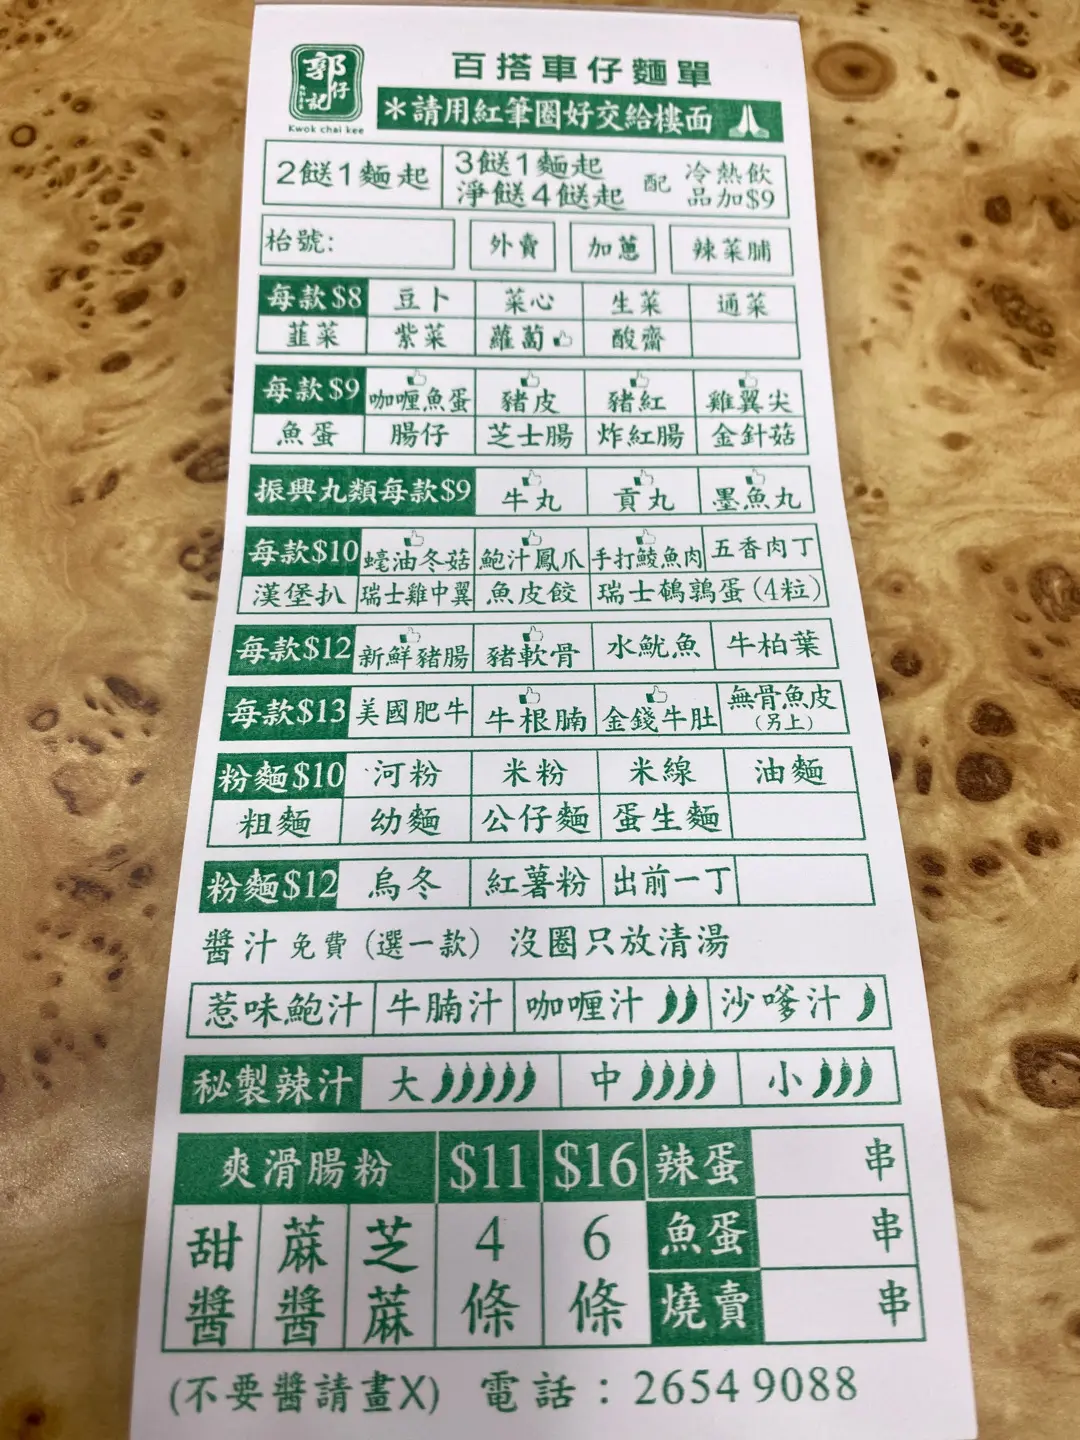 郭仔記
Kwok chai kee
百搭車仔麵單
＊請用紅筆圈好交給樓面
2餸1麵起 3餸1麵起 淨餸4餸起 配 冷熱飲品加$9
枱號: 外賣 加蔥 辣菜脯
每款$8 豆卜 菜心 生菜 通菜
韮菜 紫菜 蘿蔔 酸齋
每款$9 咖喱魚蛋 豬皮 豬紅 雞翼尖
魚蛋 腸仔 芝士腸 炸紅腸 金針菇
振興丸類每款$9 牛丸 貢丸 墨魚丸
每款$10 蠔油冬菇 鮑汁鳳爪 手打鯪魚肉 五香肉丁
漢堡扒 瑞士雞中翼 魚皮餃 瑞士鵪鶉蛋(4粒)
每款$12 新鮮豬腸 豬軟骨 水魷魚 牛柏葉
每款$13 美國肥牛 牛根腩 金錢牛肚 無骨魚皮(另上)
粉麵$10 河粉 米粉 米線 油麵
粗麵 幼麵 公仔麵 蛋生麵
粉麵$12 烏冬 紅薯粉 出前一丁
醬汁 免費 (選一款) 沒圈只放清湯
惹味鮑汁 牛腩汁 咖喱汁 沙嗲汁
秘製辣汁 大 中 小
爽滑腸粉 $11 $16 辣蛋 串
甜醬 麻醬 芝麻 4條 6條 魚蛋 串
燒賣 串
(不要醬請畫X) 電話：2654 9088